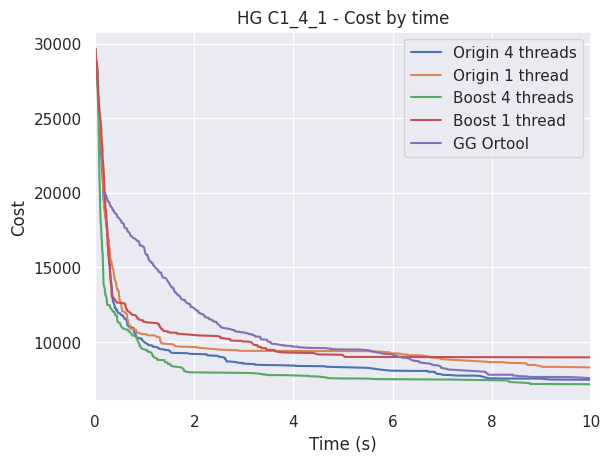 HG C1_4_1 - Cost by time
Origin 4 threads
Origin 1 thread
Boost 4 threads
Boost 1 thread
GG Ortool
Cost
30000
25000
20000
15000
10000
0 2 4 6 8 10
Time (s)